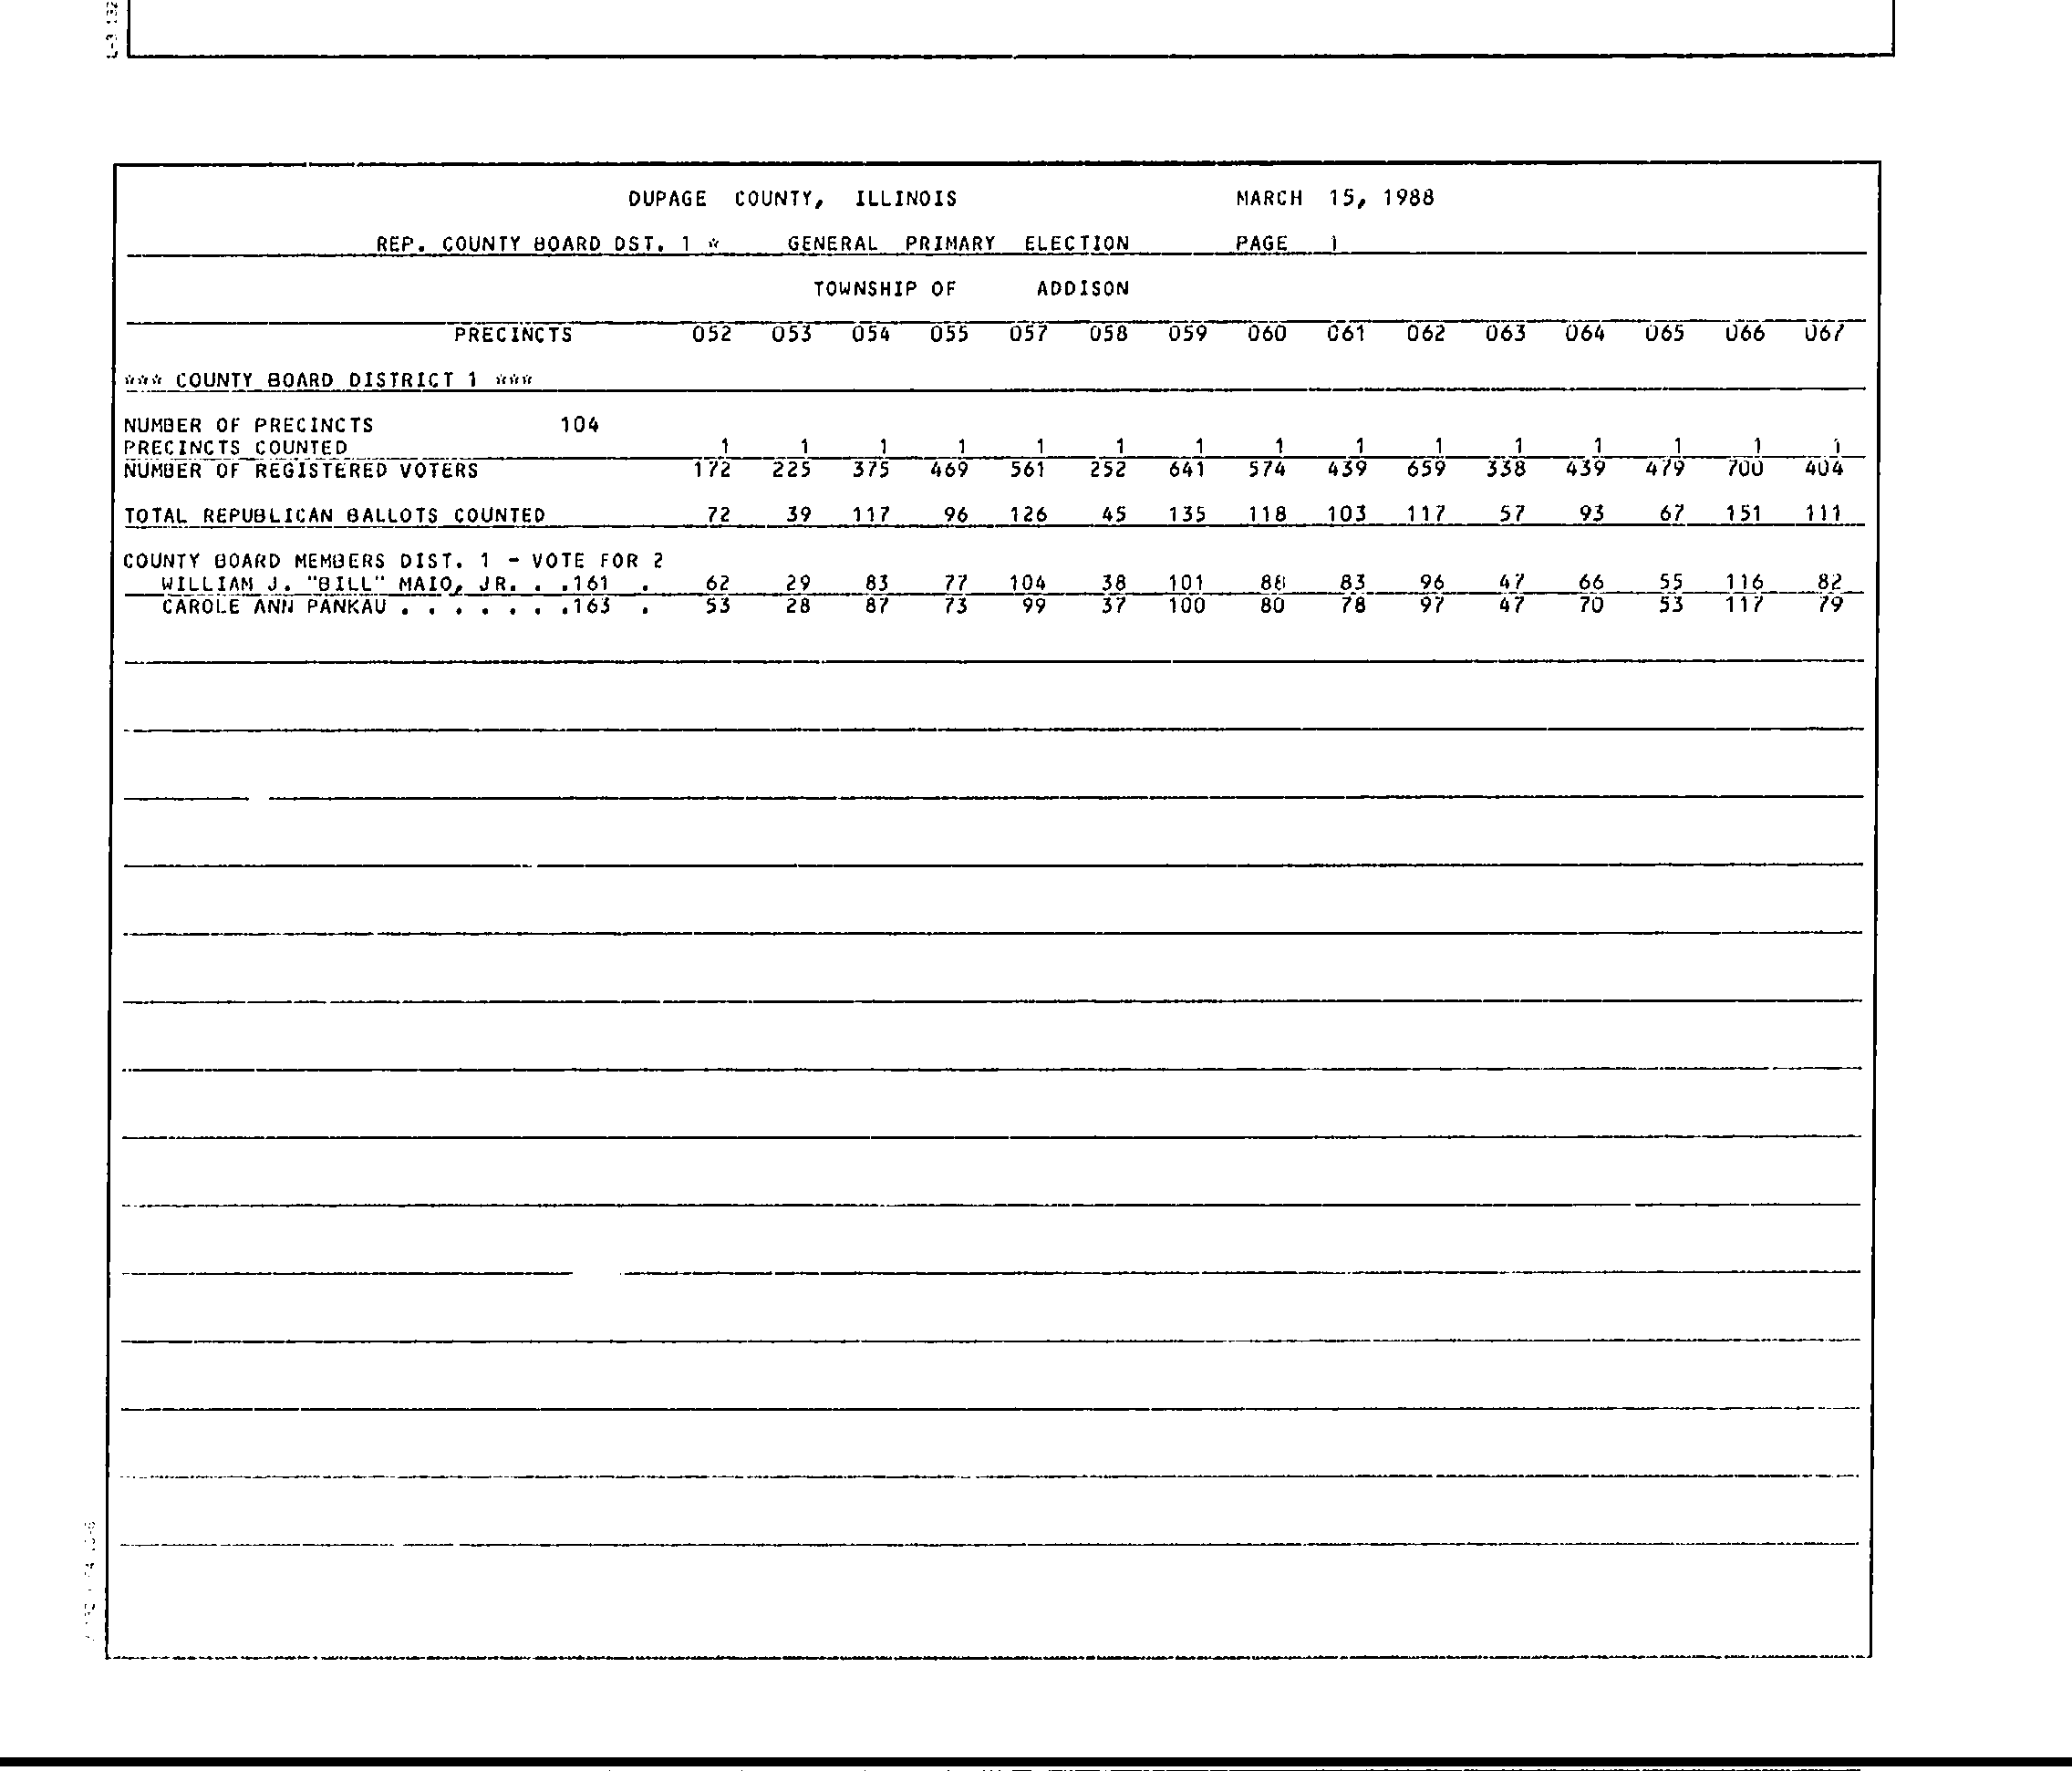 DUPAGE COUNTY, ILLINOIS MARCH 15, 1988
REP. COUNTY BOARD DST. 1 * GENERAL PRIMARY ELECTION PAGE 1
TOWNSHIP OF ADDISON
PRECINCTS 052 053 054 055 057 058 059 060 061 062 063 064 065 066 067
*** COUNTY BOARD DISTRICT 1 ***
NUMBER OF PRECINCTS 104
PRECINCTS COUNTED 1 1 1 1 1 1 1 1 1 1 1 1 1 1 1
NUMBER OF REGISTERED VOTERS 172 225 375 469 561 252 641 574 439 659 338 439 479 700 404
TOTAL REPUBLICAN BALLOTS COUNTED 72 39 117 96 126 45 135 118 103 117 57 93 67 151 111
COUNTY BOARD MEMBERS DIST. 1 - VOTE FOR 2
WILLIAM J. "BILL" MAIO, JR. . .161 . 62 29 83 77 104 38 101 88 83 96 47 66 55 116 82
CAROLE ANN PANKAU . . . . . . .163 . 53 28 87 73 99 37 100 80 78 97 47 70 53 117 79